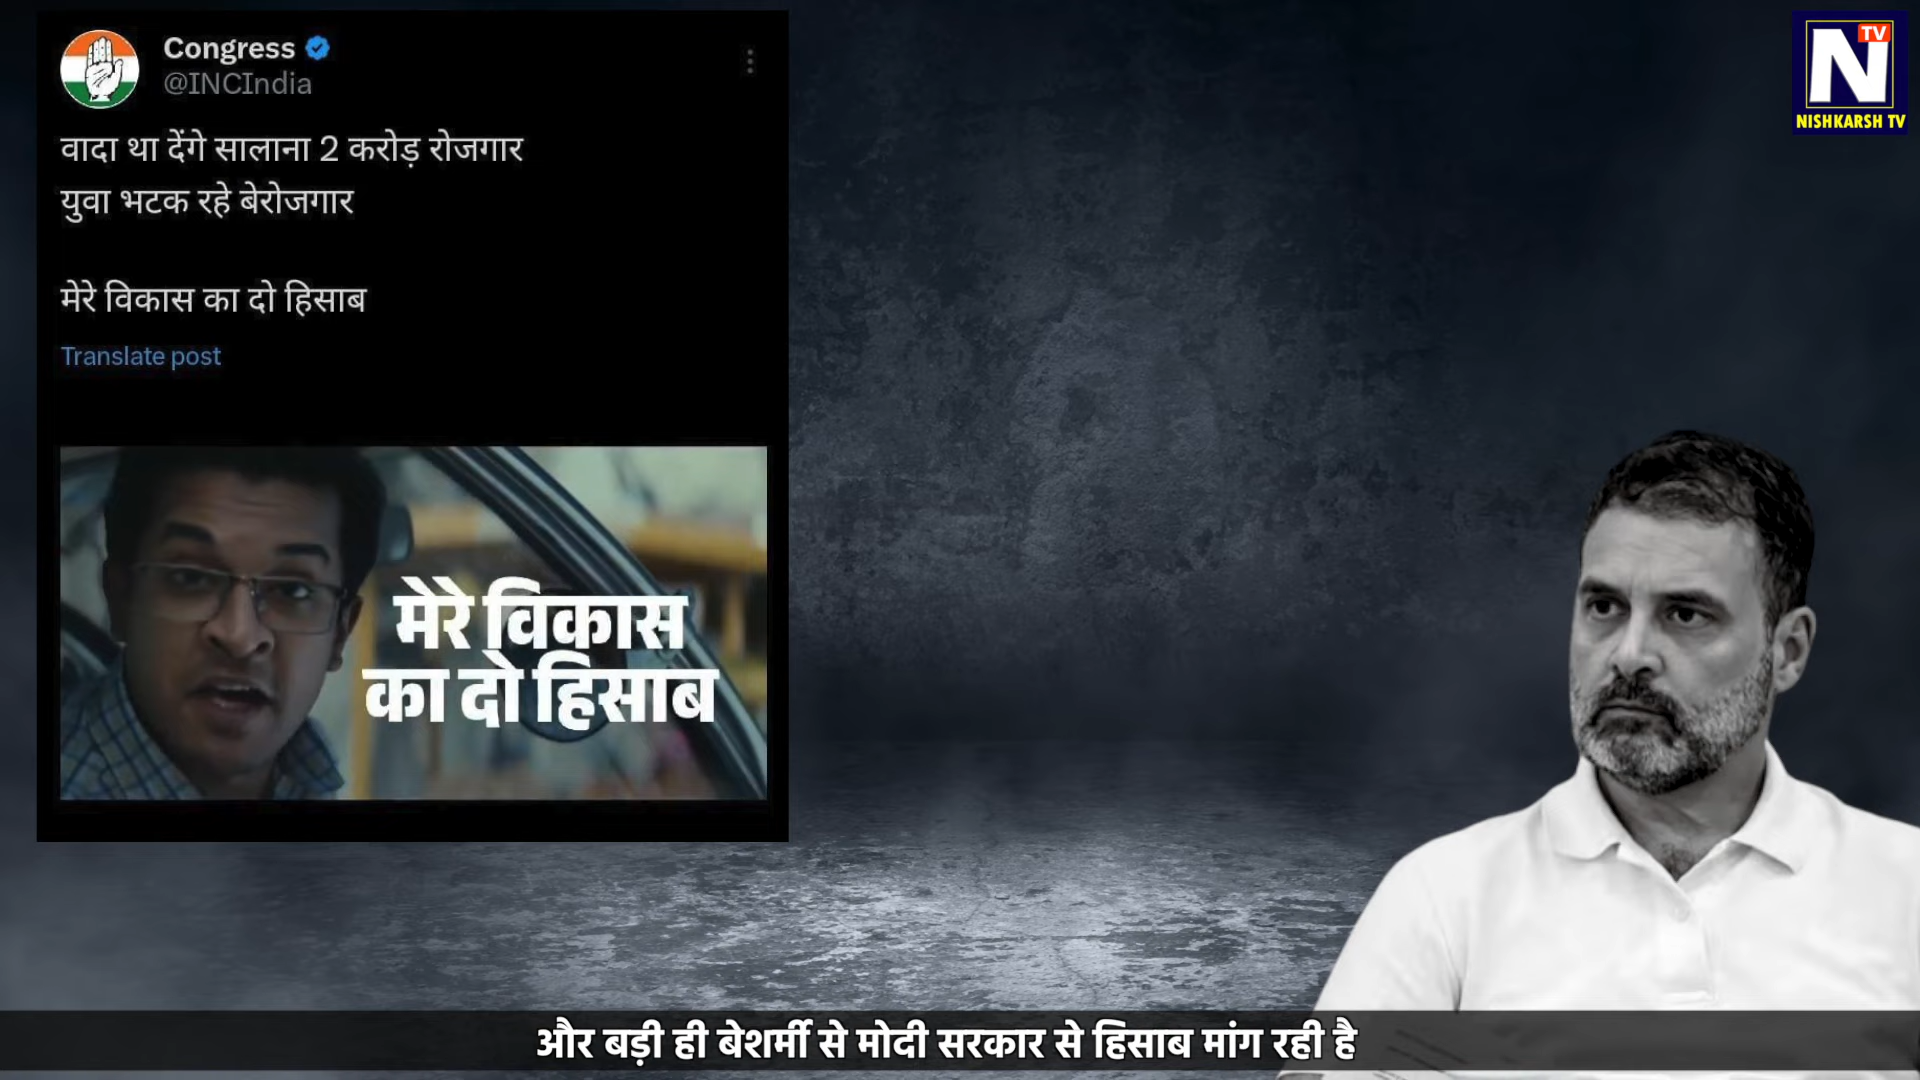 Congress
@INCIndia
वादा था देंगे सालाना 2 करोड़ रोजगार
युवा भटक रहे बेरोजगार
मेरे विकास का दो हिसाब
Translate post
मेरे विकास
का दो हिसाब
N TV
NISHKARSH TV
और बड़ी ही बेशर्मी से मोदी सरकार से हिसाब मांग रही है